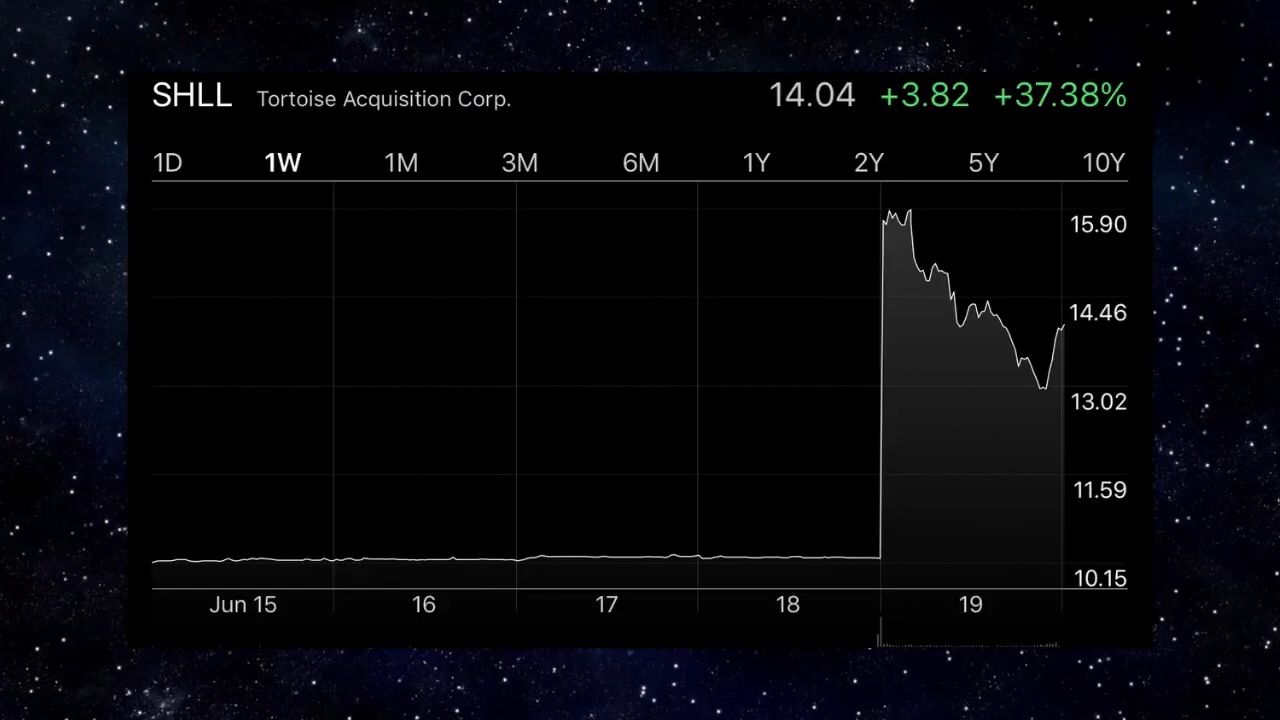 SHLL Tortoise Acquisition Corp. 14.04 +3.82 +37.38%
1D 1W 1M 3M 6M 1Y 2Y 5Y 10Y
15.90
14.46
13.02
11.59
10.15
Jun 15 16 17 18 19